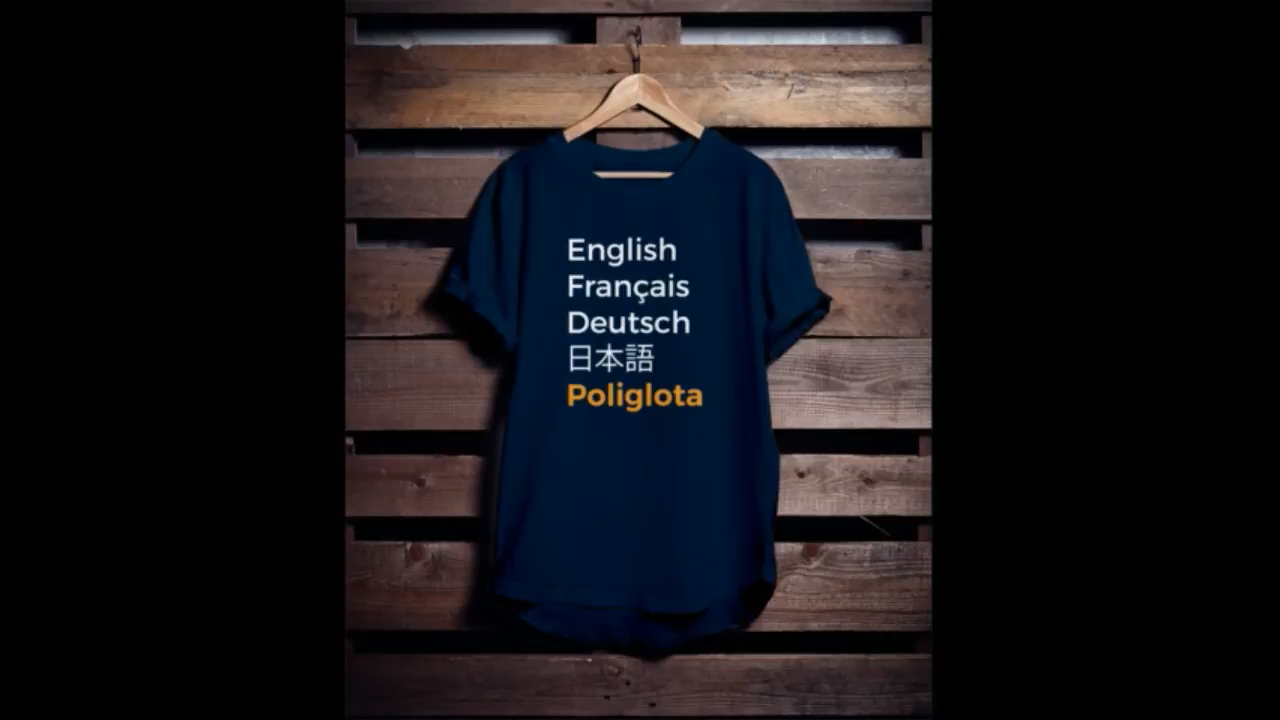 English
Français
Deutsch
日本語
Poliglota